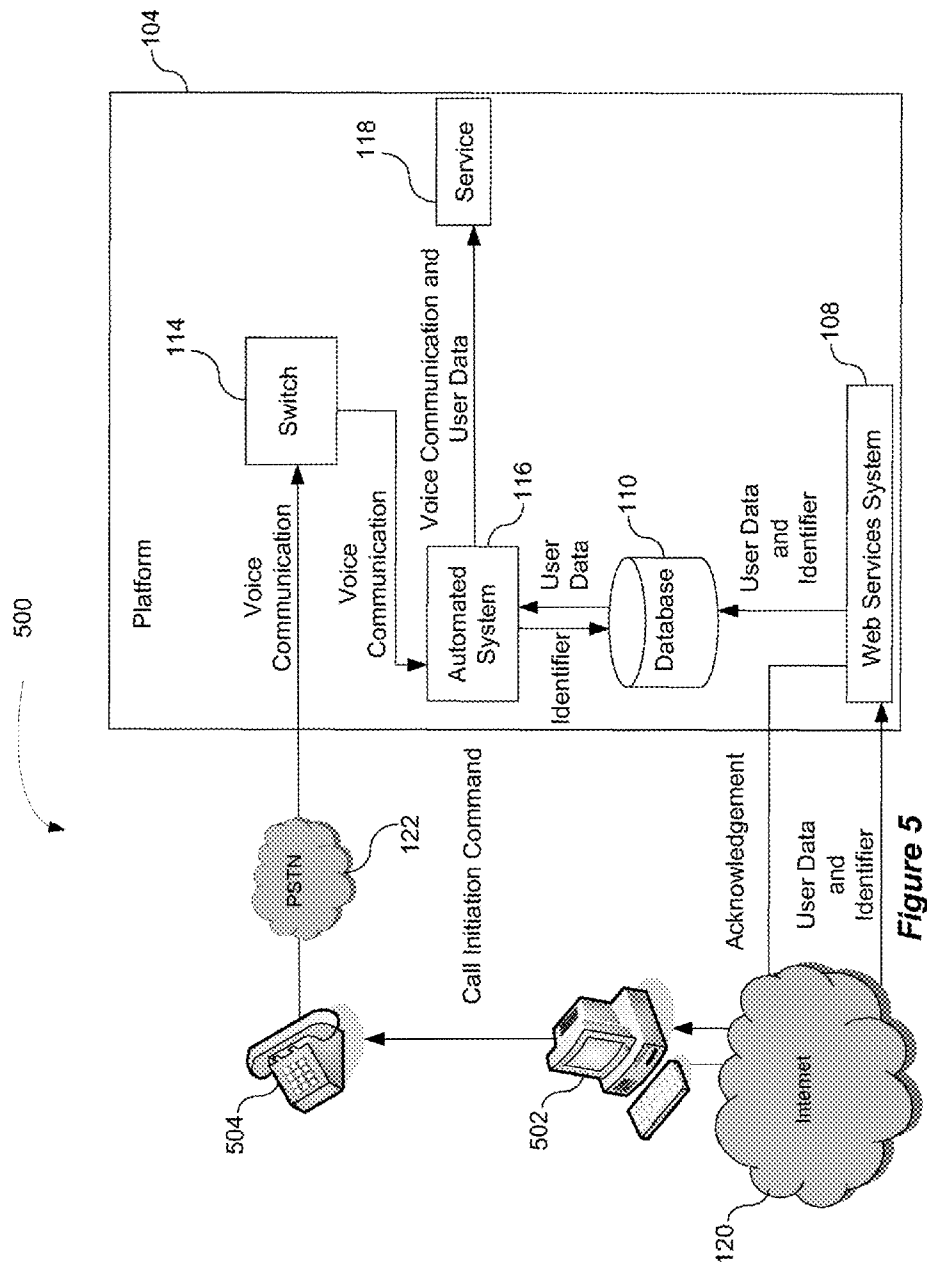 500
104
Platform
114
Switch
118
Service
Voice
Communication
Voice
Communication
Voice Communication and
User Data
116
Automated
System
User
Data
Identifier
110
Database
User Data
and
Identifier
108
Web Services System
PSTN
122
504
Call Initiation Command
502
Acknowledgement
User Data
and
Identifier
Internet
120
Figure 5